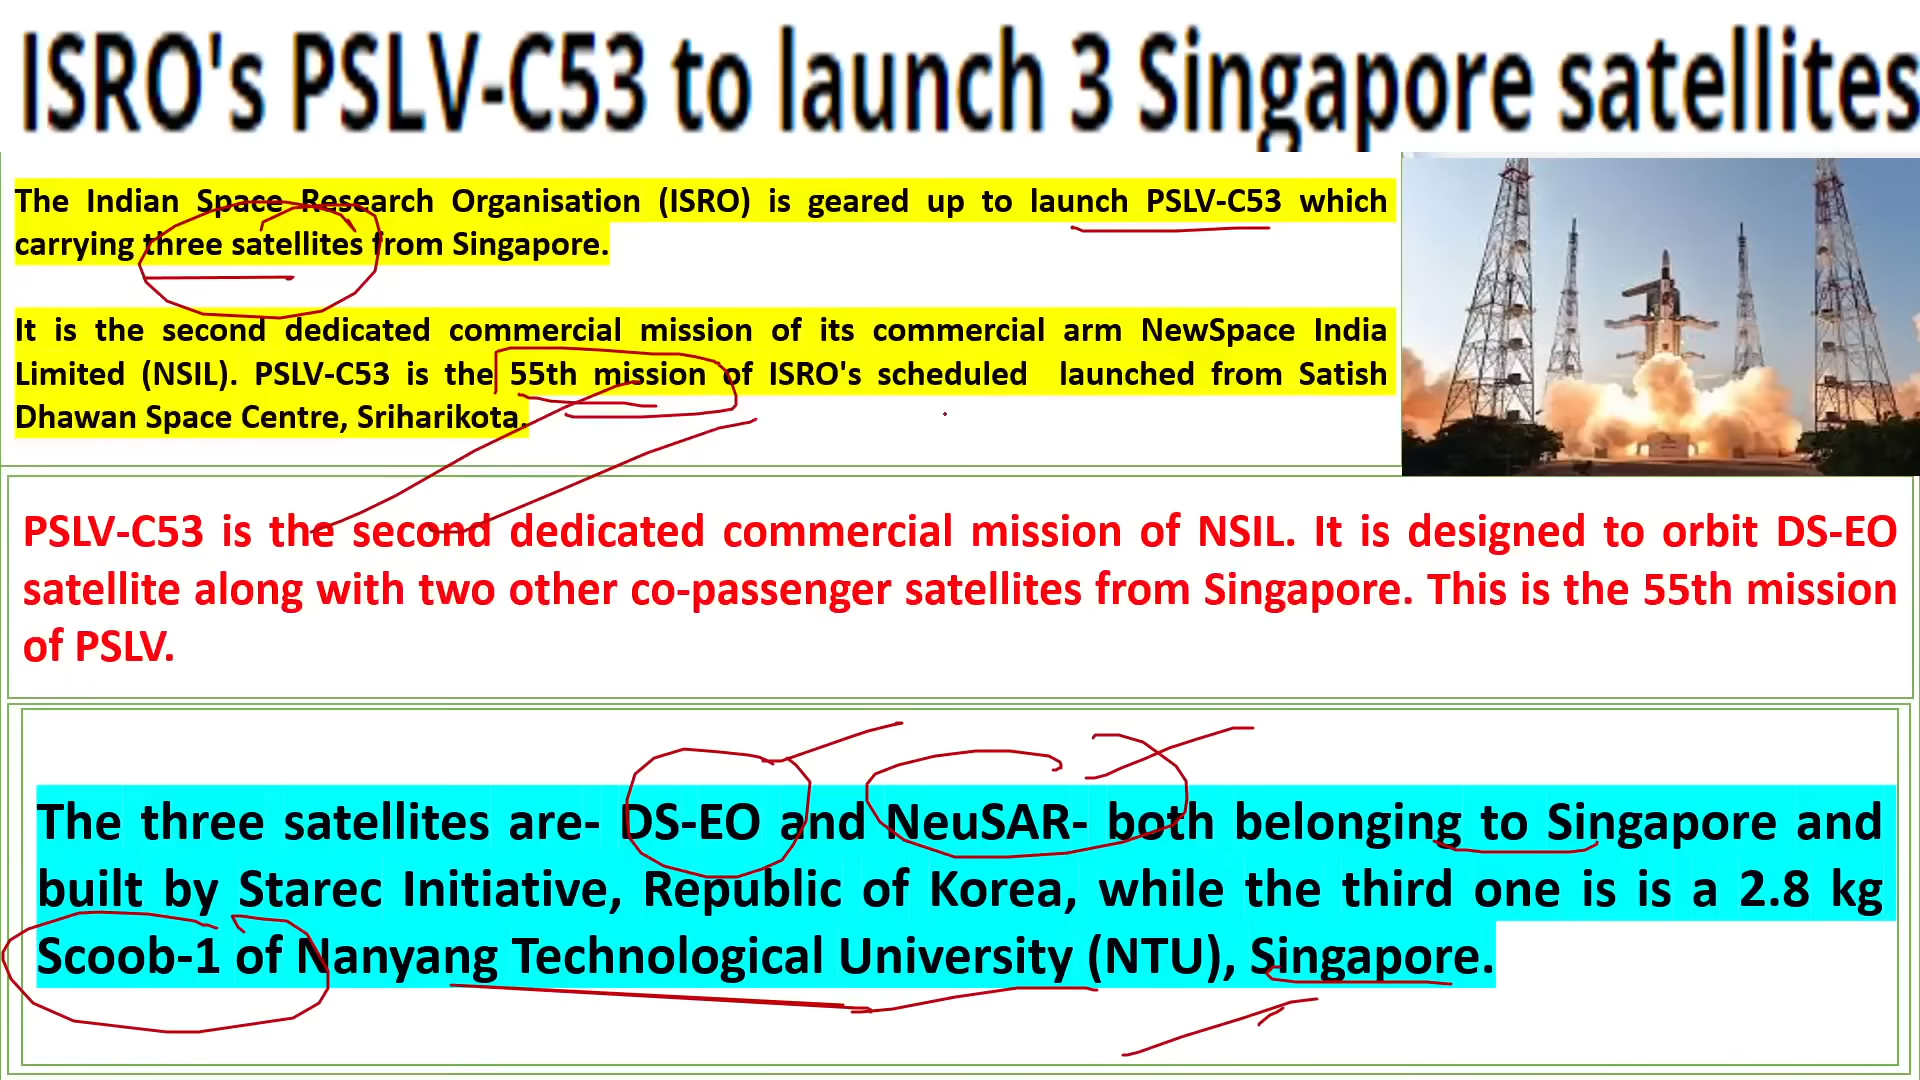 ISRO's PSLV-C53 to launch 3 Singapore satellites
The Indian Space Research Organisation (ISRO) is geared up to launch PSLV-C53 which
carrying three satellites from Singapore.
It is the second dedicated commercial mission of its commercial arm NewSpace India
Limited (NSIL). PSLV-C53 is the 55th mission of ISRO's scheduled launched from Satish
Dhawan Space Centre, Sriharikota.
PSLV-C53 is the second dedicated commercial mission of NSIL. It is designed to orbit DS-EO
satellite along with two other co-passenger satellites from Singapore. This is the 55th mission
of PSLV.
The three satellites are- DS-EO and NeuSAR- both belonging to Singapore and
built by Starec Initiative, Republic of Korea, while the third one is is a 2.8 kg
Scoob-1 of Nanyang Technological University (NTU), Singapore.